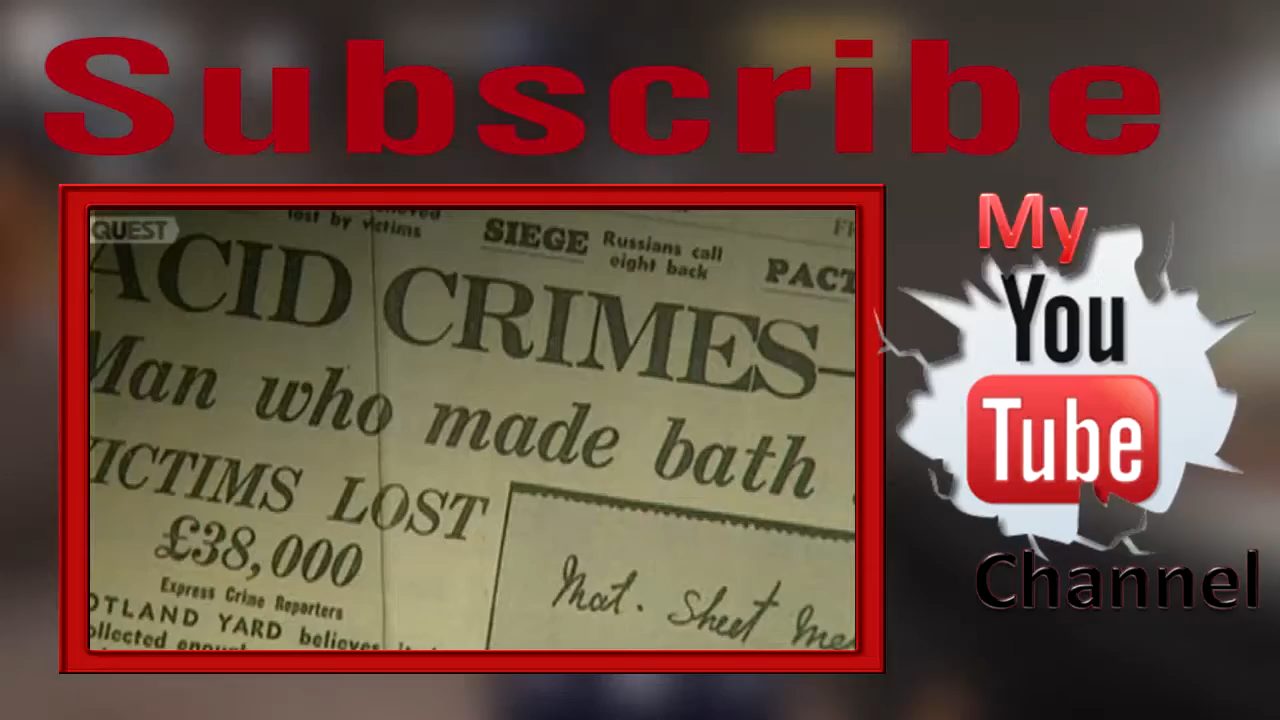 Subscribe
My
You
Tube
Channel
QUEST
lost by victims
SIEGE
Russians call
eight back
PACT
ACID CRIMES—
Man who made bath
VICTIMS LOST
£38,000
Express Crime Reporters
OTLAND YARD believes
ollected
Mat. Sheet Me